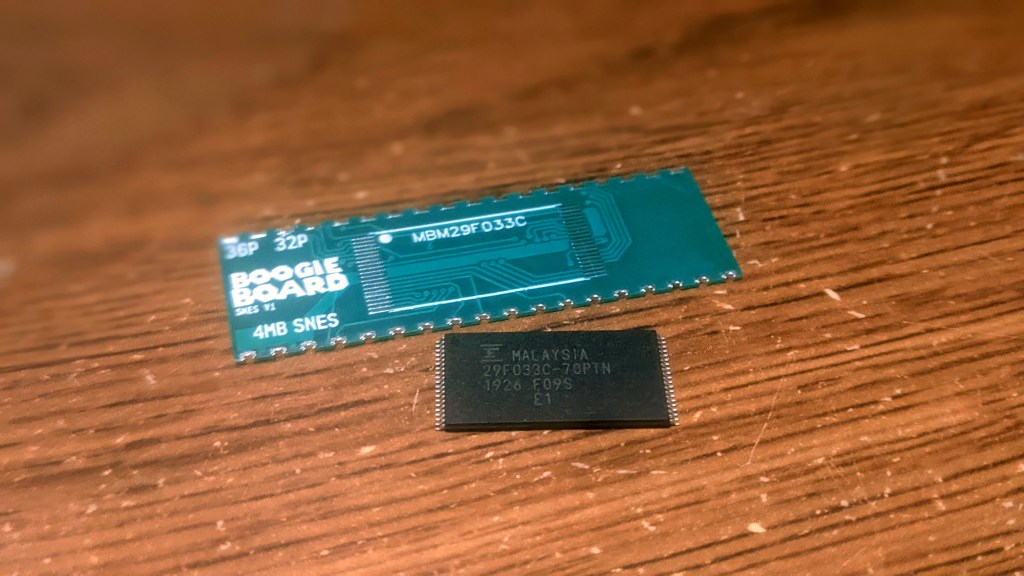 36P 32P
MBM29F033C
BOOGIE
BOARD
SNES V1
4MB SNES
MALAYSIA
29F033C-70PTN
1926 F09S
E1